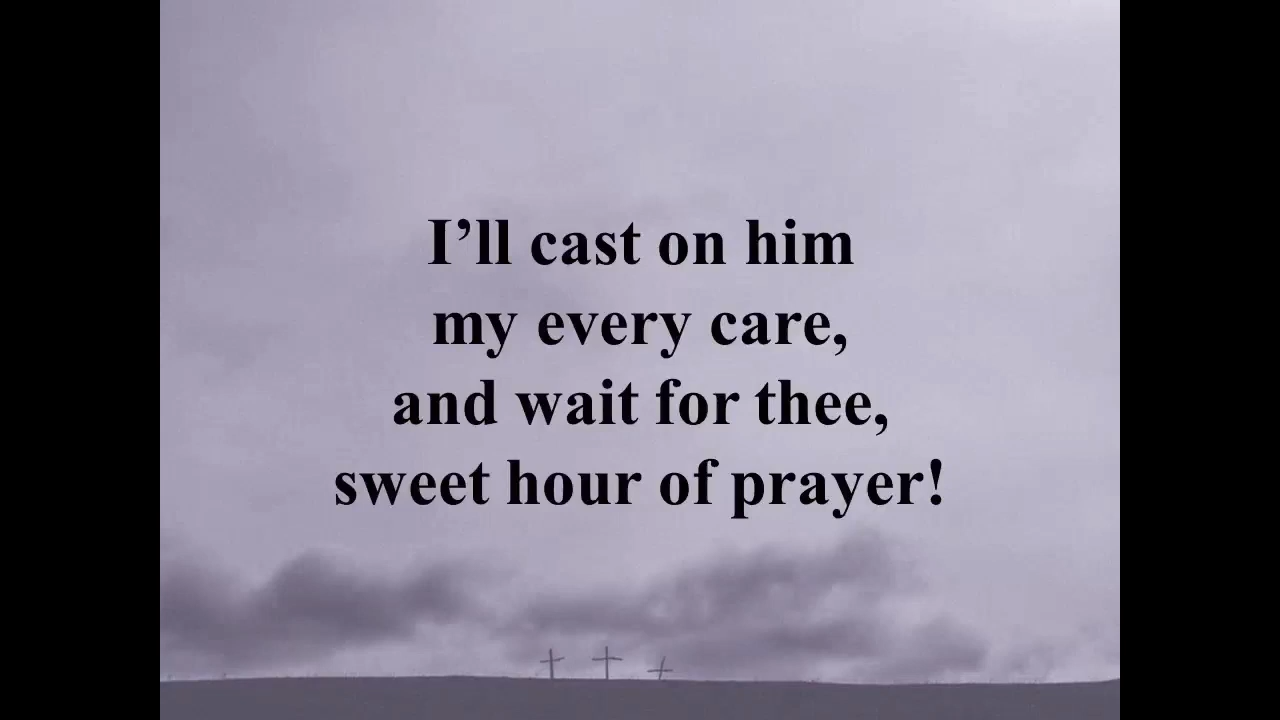 I’ll cast on him
my every care,
and wait for thee,
sweet hour of prayer!